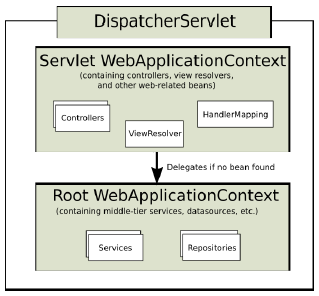 DispatcherServlet
Servlet WebApplicationContext
(containing controllers, view resolvers,
and other web-related beans)
Controllers
HandlerMapping
ViewResolver
Delegates if no bean found
Root WebApplicationContext
(containing middle-tier services, datasources, etc.)
Services
Repositories